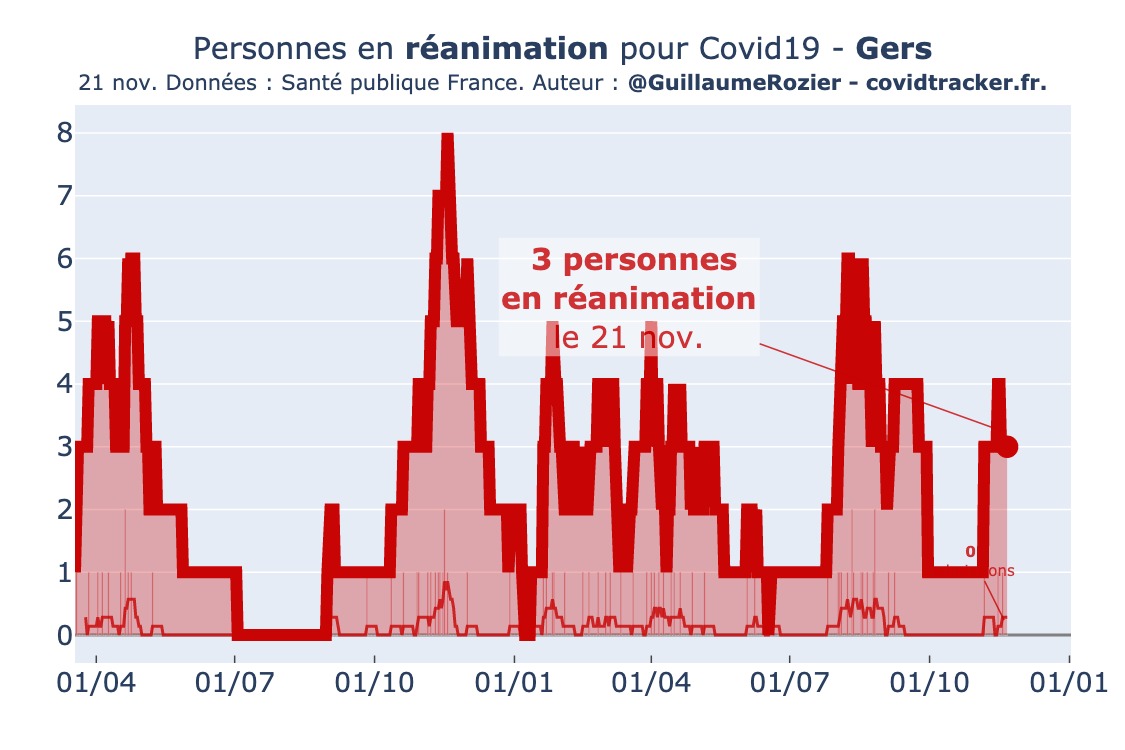 Personnes en réanimation pour Covid19 - Gers
21 nov. Données : Santé publique France. Auteur : @GuillaumeRozier - covidtracker.fr.
8
7
6
5
4
3
2
1
0
3 personnes
en réanimation
le 21 nov.
0
01/04 01/07 01/10 01/01 01/04 01/07 01/10 01/01